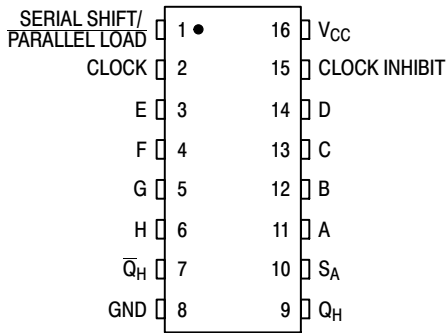 SERIAL SHIFT/
PARALLEL LOAD 1 16 VCC
CLOCK 2 15 CLOCK INHIBIT
E 3 14 D
F 4 13 C
G 5 12 B
H 6 11 A
Q̅H 7 10 SA
GND 8 9 QH